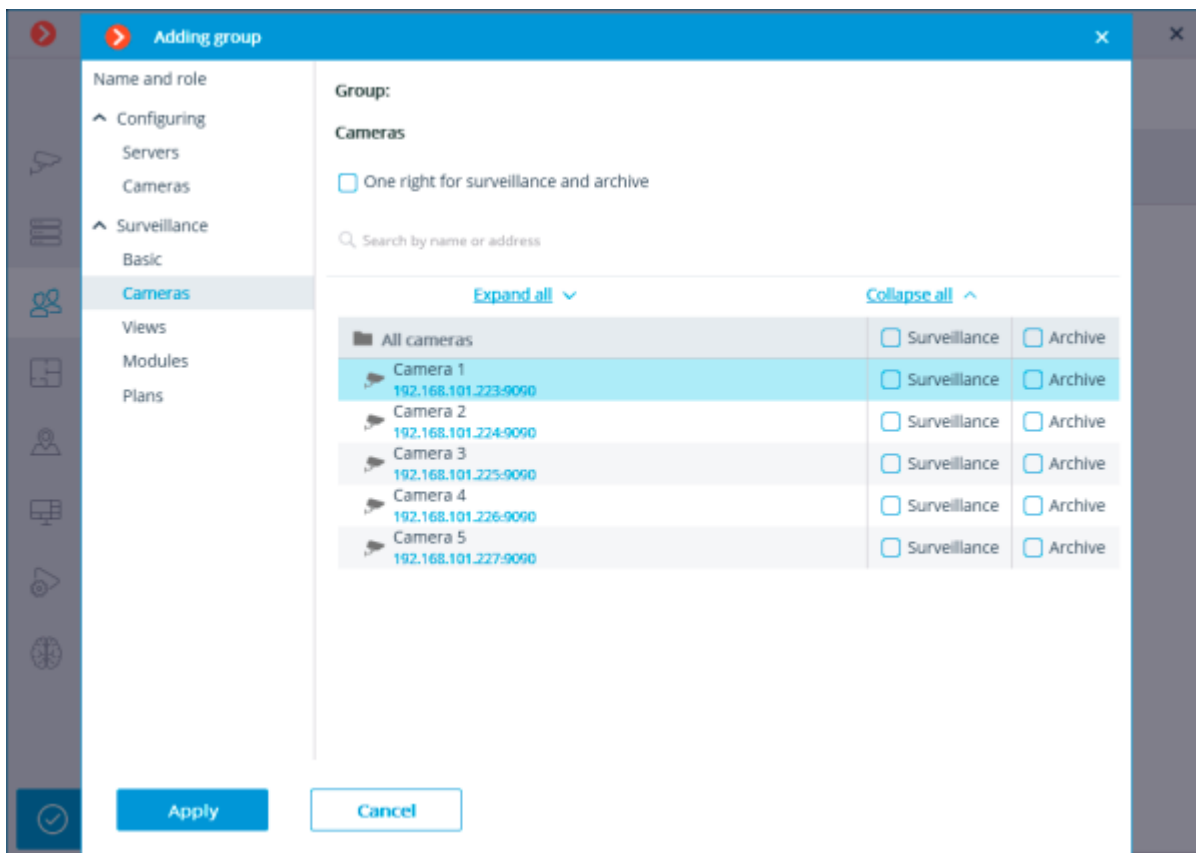 Adding group
Name and role
Configuring
Servers
Cameras
Surveillance
Basic
Cameras
Views
Modules
Plans
Group:
Cameras
One right for surveillance and archive
Search by name or address
Expand all
Collapse all
All cameras Surveillance Archive
Camera 1
192.168.101.223:9090
Surveillance Archive
Camera 2
192.168.101.224:9090
Surveillance Archive
Camera 3
192.168.101.225:9090
Surveillance Archive
Camera 4
192.168.101.226:9090
Surveillance Archive
Camera 5
192.168.101.227:9090
Surveillance Archive
Apply
Cancel